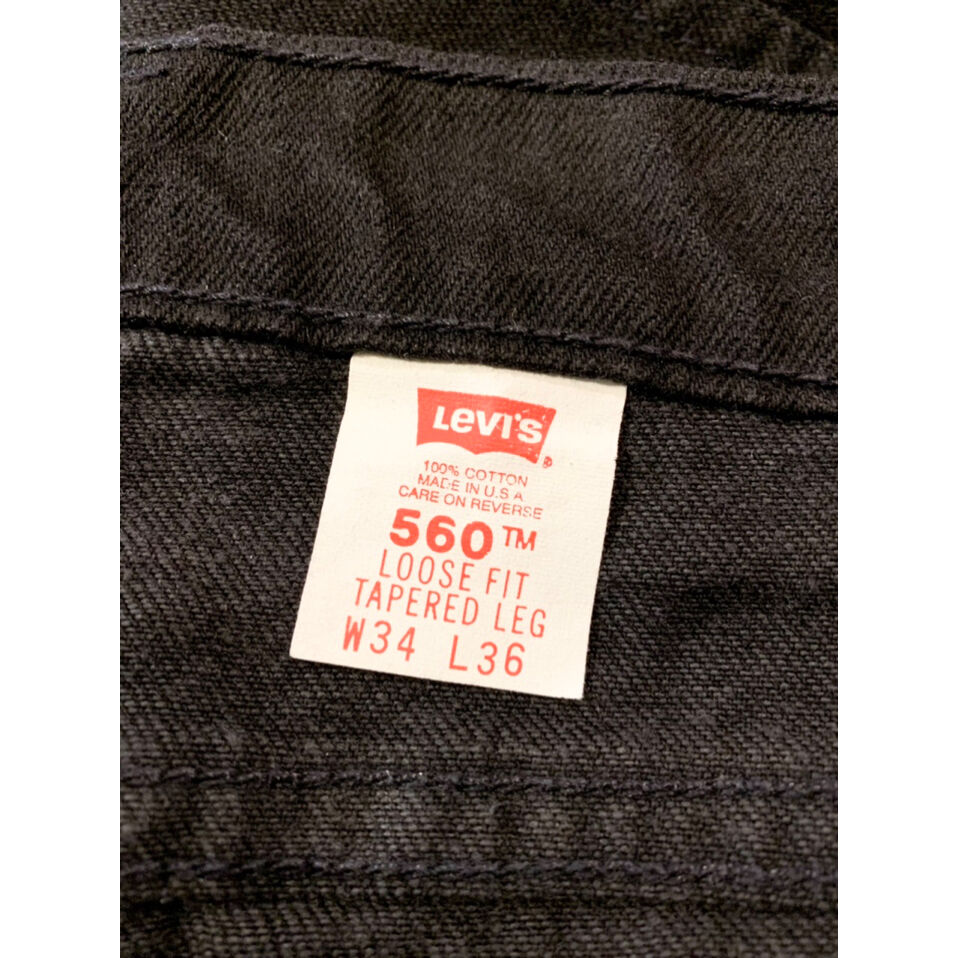 Levi's
100% COTTON
MADE IN U.S.A
CARE ON REVERSE
560™
LOOSE FIT
TAPERED LEG
W34 L36